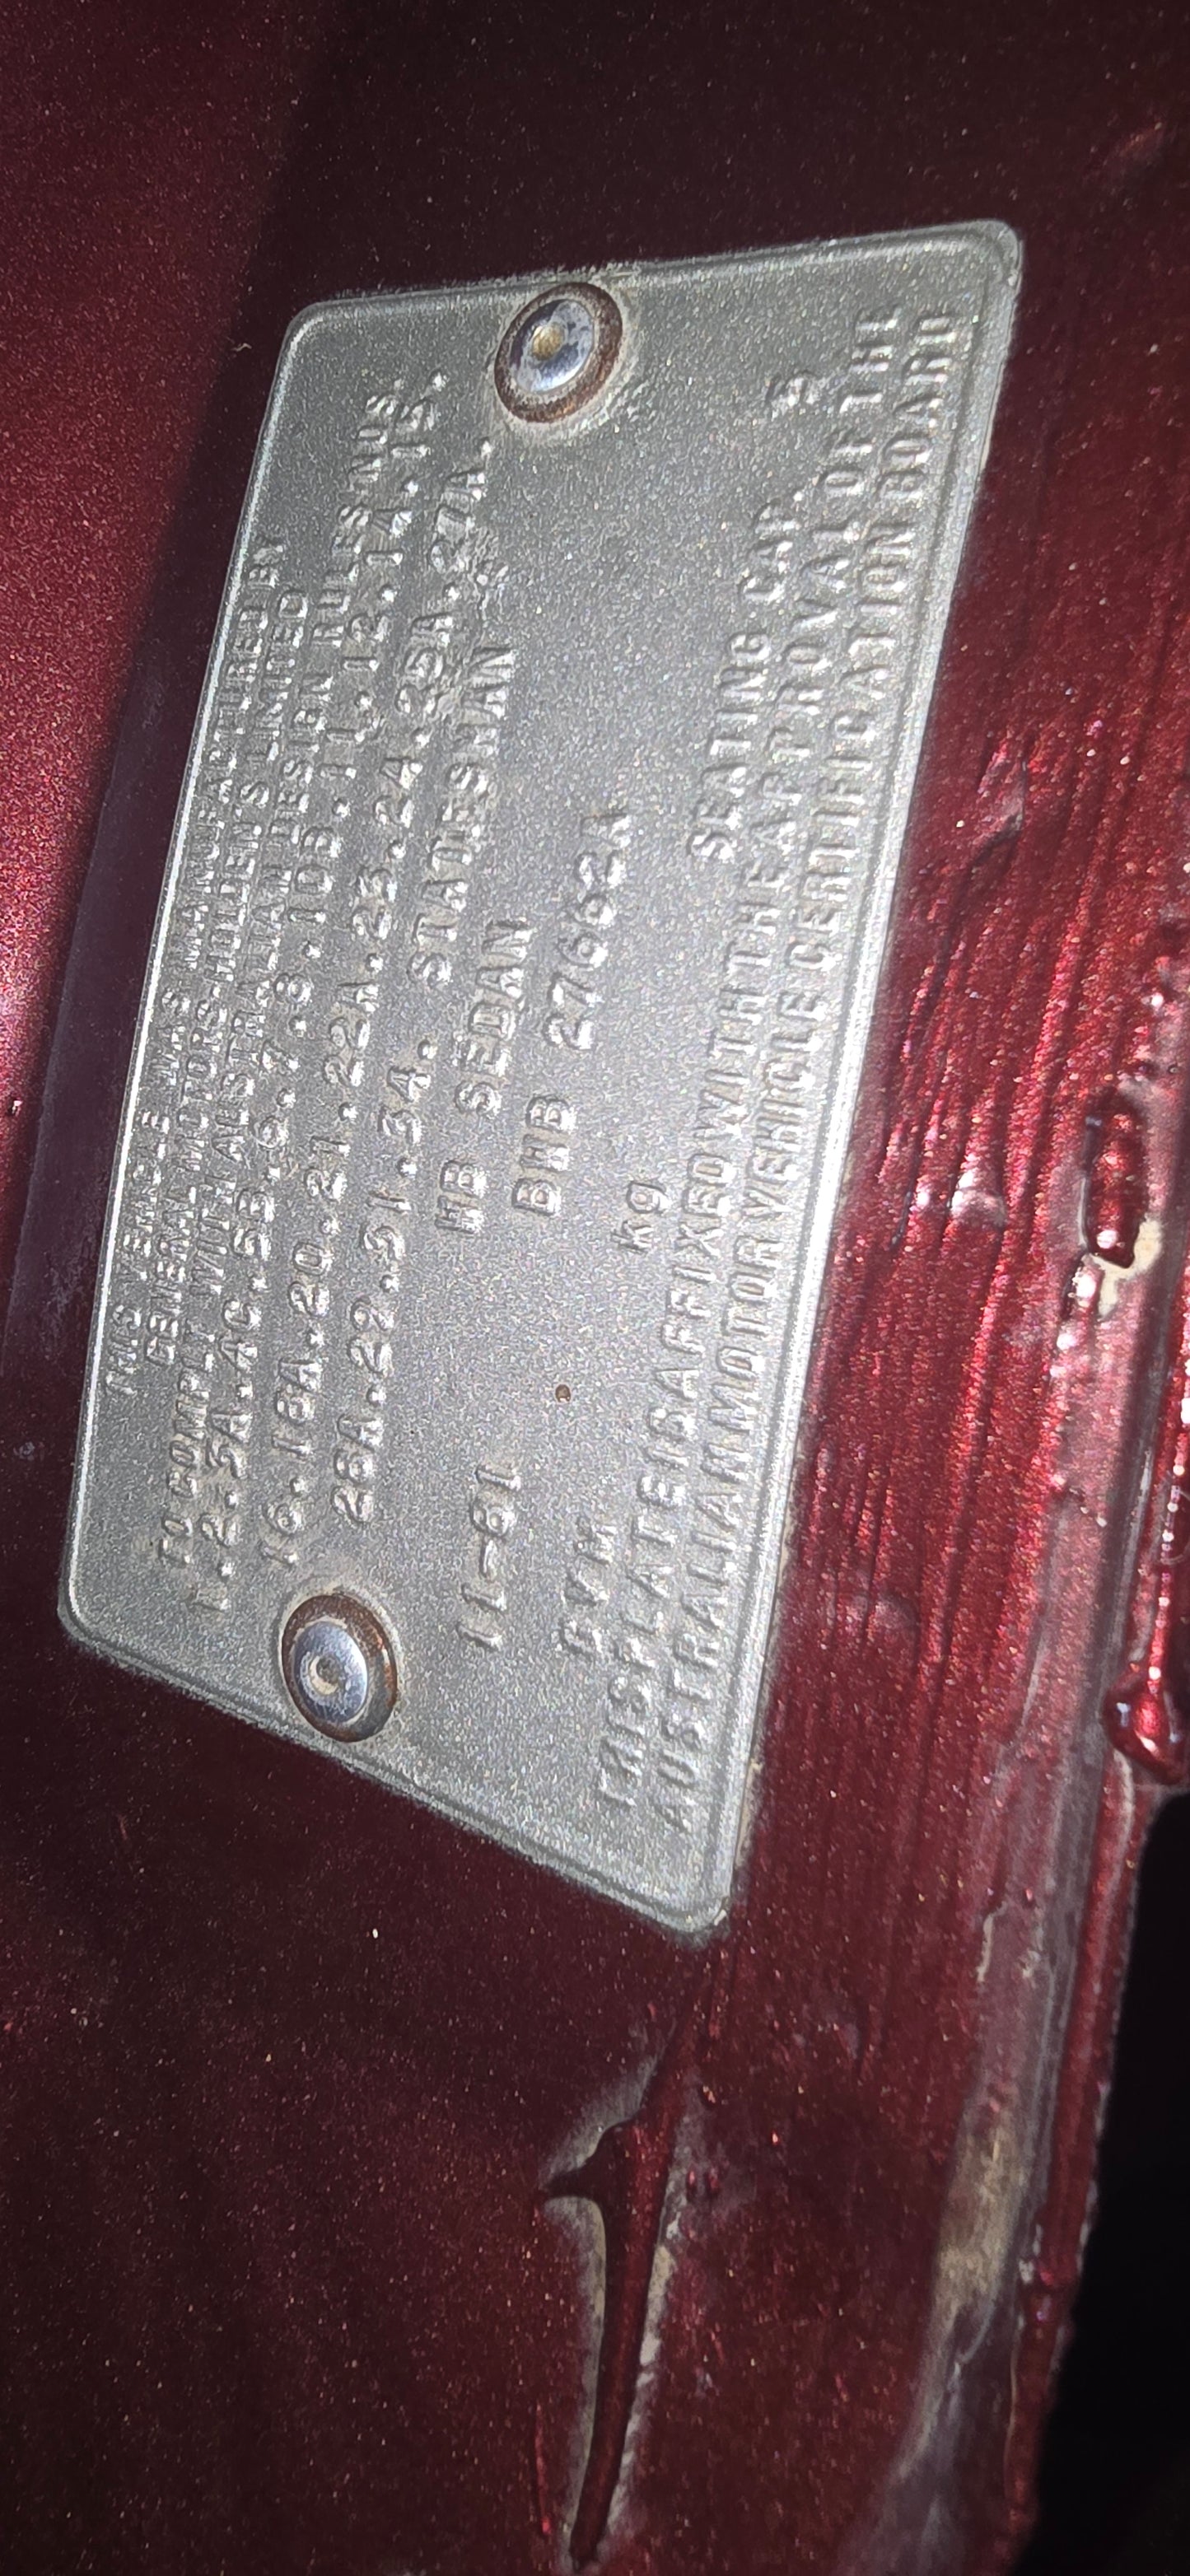 THIS VEHICLE WAS MANUFACTURED BY
GENERAL MOTORS-HOLDEN'S LIMITED
TO COMPLY WITH AUSTRALIAN DESIGN RULES NOS.
1.2.5A.4C.5B.6.7.8.10B.11.12.14.15.
16.18A.20.21.22A.23.24.25A.27A.
28A.22.31.34.
STATESMAN
11-81 WB SEDAN
BWB 27662A
GVM kg SEATING CAP. 5
THIS PLATE IS AFFIXED WITH THE APPROVAL OF THE
AUSTRALIAN MOTOR VEHICLE CERTIFICATION BOARD